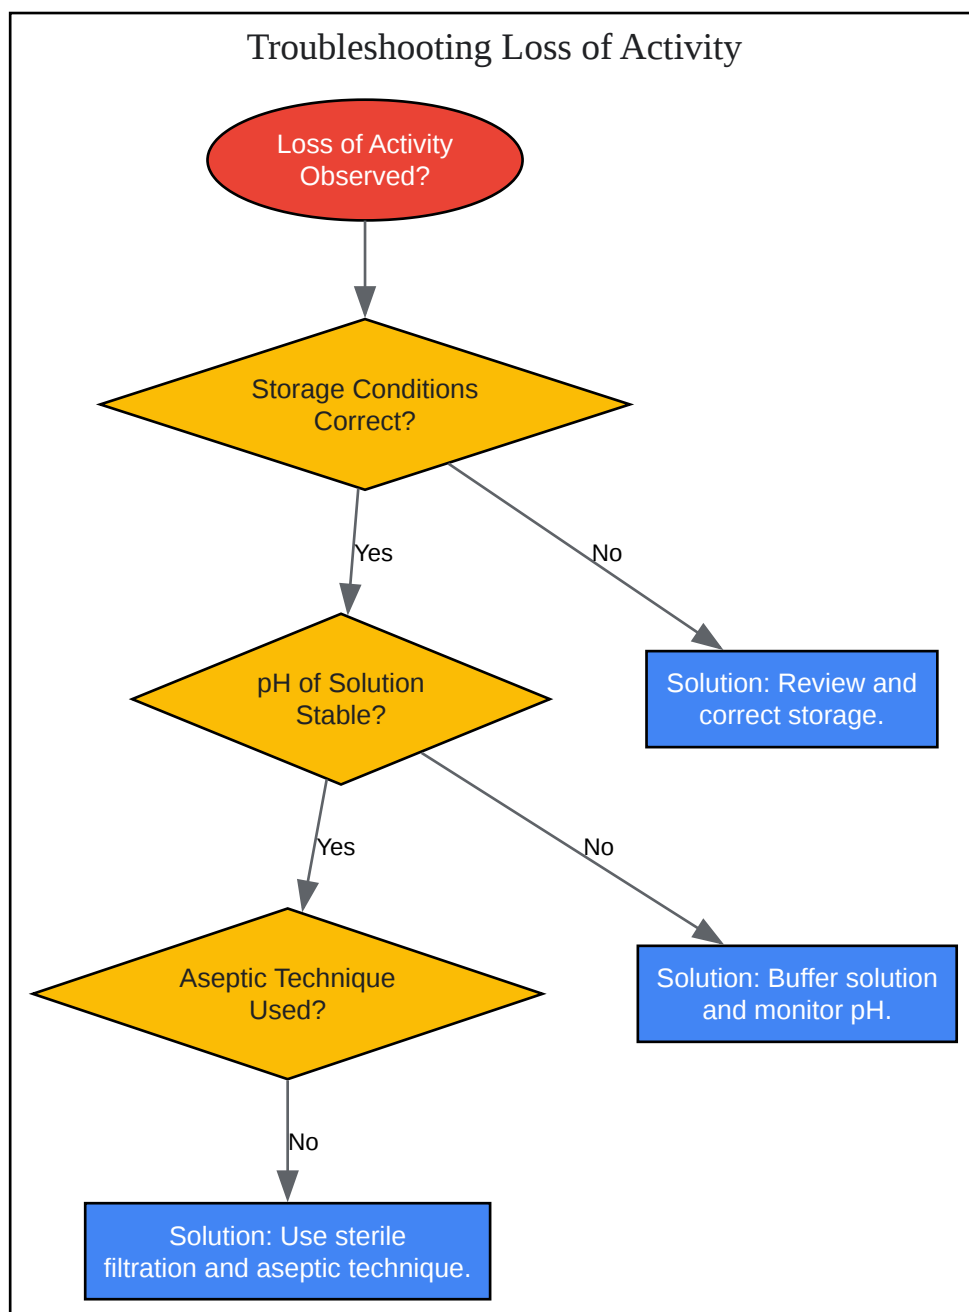 Troubleshooting Loss of Activity
Loss of Activity
Observed?
Storage Conditions
Correct?
Yes
No
pH of Solution
Stable?
Solution: Review and
correct storage.
Yes
No
Aseptic Technique
Used?
Solution: Buffer solution
and monitor pH.
No
Solution: Use sterile
filtration and aseptic technique.